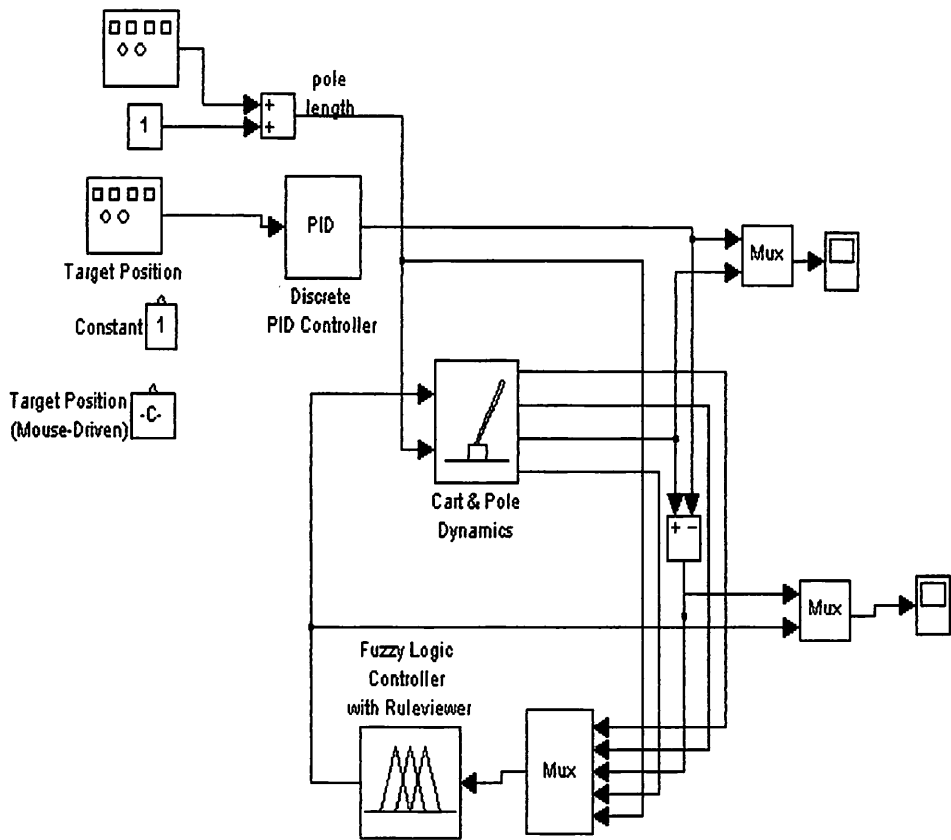 pole
length
+
+
1
PID
Target Position
Discrete
PID Controller
Mux
Constant
1
Target Position
(Mouse-Driven)
-C-
Cart & Pole
Dynamics
+ -
Mux
Fuzzy Logic
Controller
with Ruleviewer
Mux